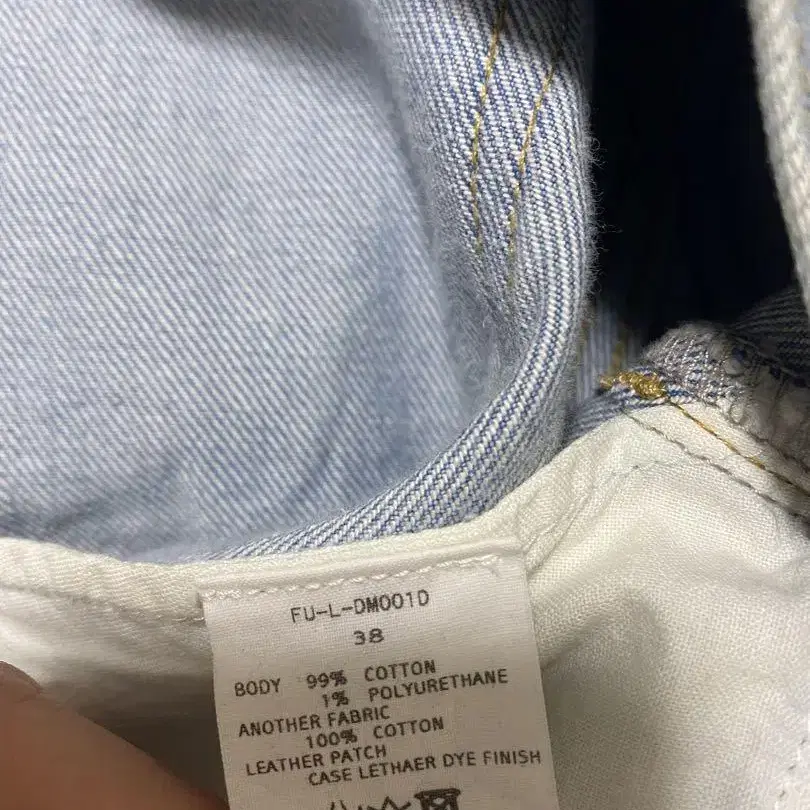 FU-L-DM001D
38
BODY 99% COTTON
1% POLYURETHANE
ANOTHER FABRIC
100% COTTON
LEATHER PATCH
CASE LETHAER DYE FINISH